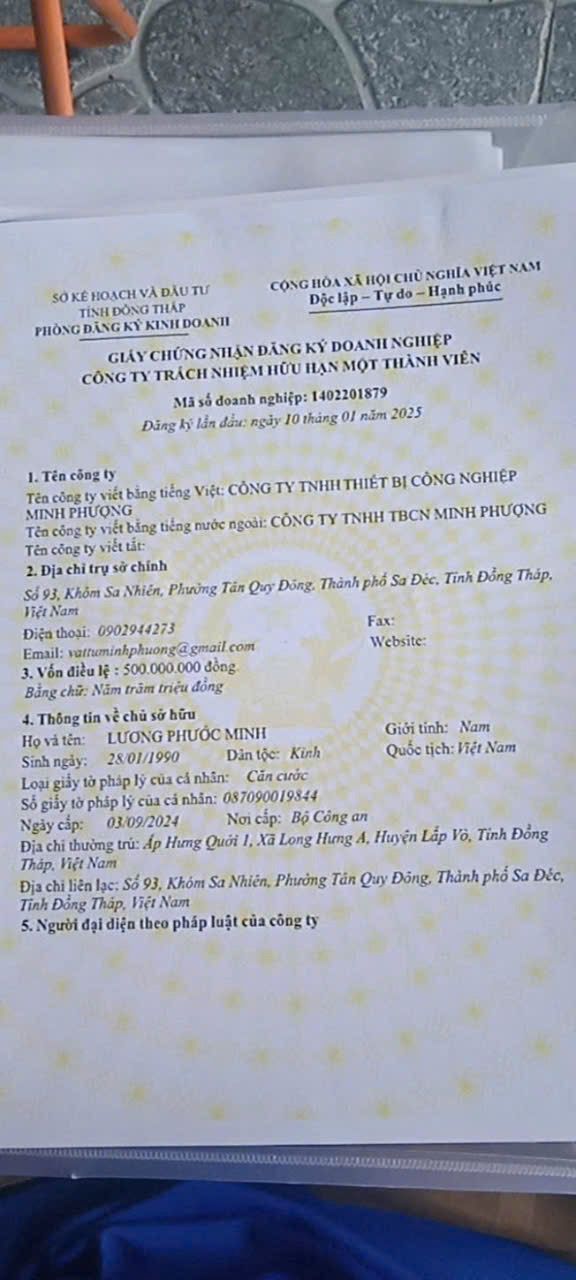 SỞ KẾ HOẠCH VÀ ĐẦU TƯ
TỈNH ĐỒNG THÁP
PHÒNG ĐĂNG KÝ KINH DOANH
CỘNG HÒA XÃ HỘI CHỦ NGHĨA VIỆT NAM
Độc lập – Tự do – Hạnh phúc
GIẤY CHỨNG NHẬN ĐĂNG KÝ DOANH NGHIỆP
CÔNG TY TRÁCH NHIỆM HỮU HẠN MỘT THÀNH VIÊN
Mã số doanh nghiệp: 1402201879
Đăng ký lần đầu: ngày 10 tháng 01 năm 2025
1. Tên công ty
Tên công ty viết bằng tiếng Việt: CÔNG TY TNHH THIẾT BỊ CÔNG NGHIỆP
MINH PHƯỢNG
Tên công ty viết bằng tiếng nước ngoài: CÔNG TY TNHH TBCN MINH PHƯỢNG
Tên công ty viết tắt:
2. Địa chỉ trụ sở chính
Số 93, Khóm Sa Nhiên, Phường Tân Quy Đông, Thành phố Sa Đéc, Tỉnh Đồng Tháp,
Việt Nam
Điện thoại: 0902944273 Fax:
Email: vattuminhphuong@gmail.com Website:
3. Vốn điều lệ : 500.000.000 đồng
Bằng chữ: Năm trăm triệu đồng
4. Thông tin về chủ sở hữu
Họ và tên: LƯƠNG PHƯỚC MINH Giới tính: Nam
Sinh ngày: 28/01/1990 Dân tộc: Kinh Quốc tịch: Việt Nam
Loại giấy tờ pháp lý của cá nhân: Căn cước
Số giấy tờ pháp lý của cá nhân: 087090019844
Ngày cấp: 03/09/2024 Nơi cấp: Bộ Công an
Địa chỉ thường trú: Ấp Hưng Quới 1, Xã Long Hưng A, Huyện Lấp Vò, Tỉnh Đồng
Tháp, Việt Nam
Địa chỉ liên lạc: Số 93, Khóm Sa Nhiên, Phường Tân Quy Đông, Thành phố Sa Đéc,
Tỉnh Đồng Tháp, Việt Nam
5. Người đại diện theo pháp luật của công ty